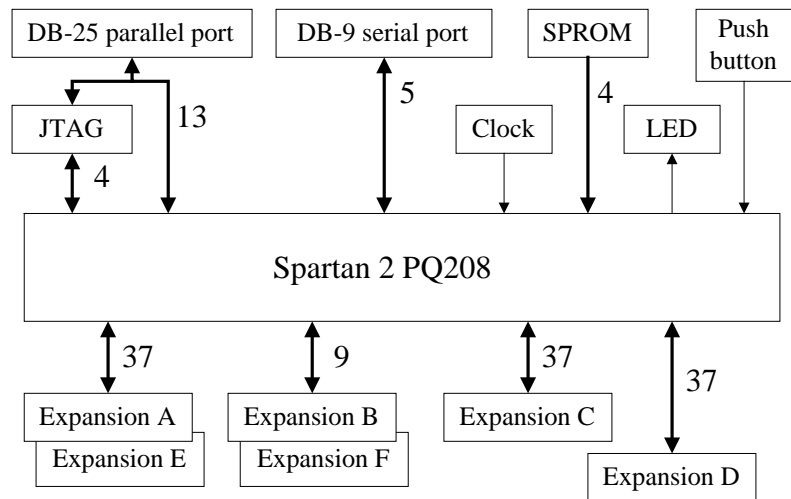 DB-25 parallel port
DB-9 serial port
SPROM
Push
button
13
5
4
JTAG
Clock
LED
4
Spartan 2 PQ208
37
9
37
37
Expansion A
Expansion B
Expansion C
Expansion E
Expansion F
Expansion D